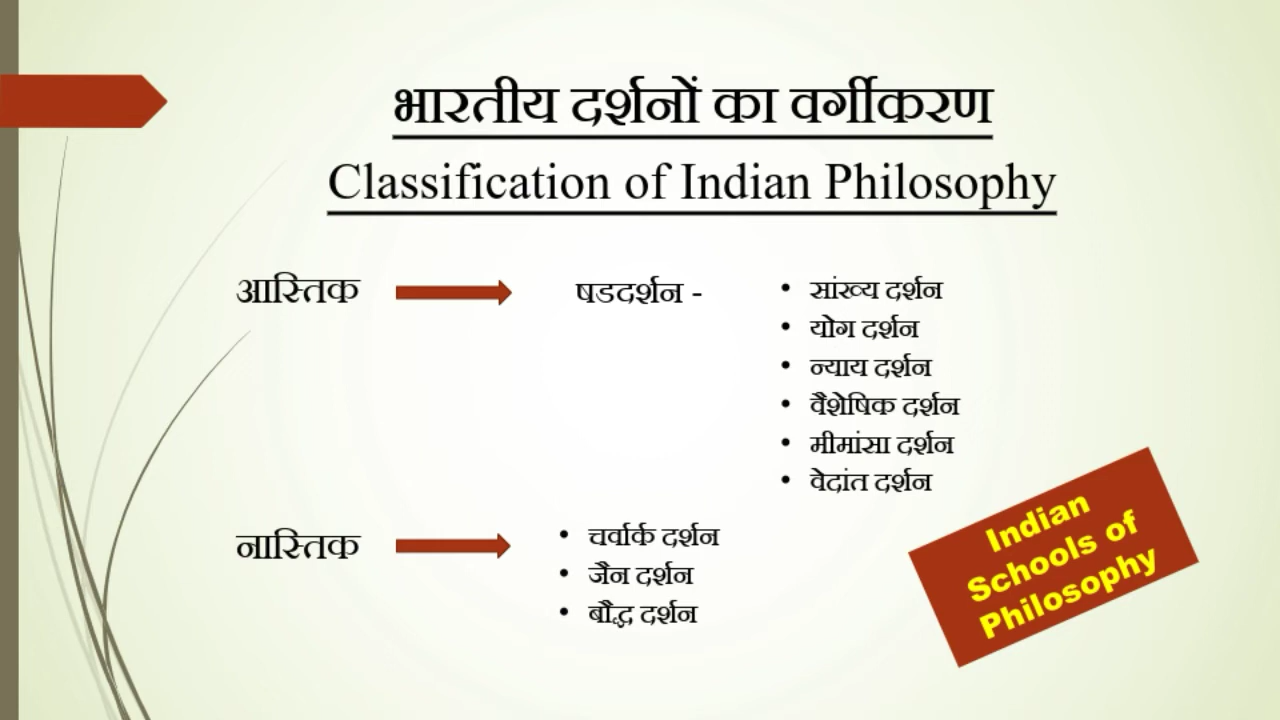 भारतीय दर्शनों का वर्गीकरण
Classification of Indian Philosophy
आस्तिक
षडदर्शन -
• सांख्य दर्शन
• योग दर्शन
• न्याय दर्शन
• वैशेषिक दर्शन
• मीमांसा दर्शन
• वेदांत दर्शन
नास्तिक
• चर्वार्क दर्शन
• जैन दर्शन
• बौद्ध दर्शन
Indian
Schools of
Philosophy